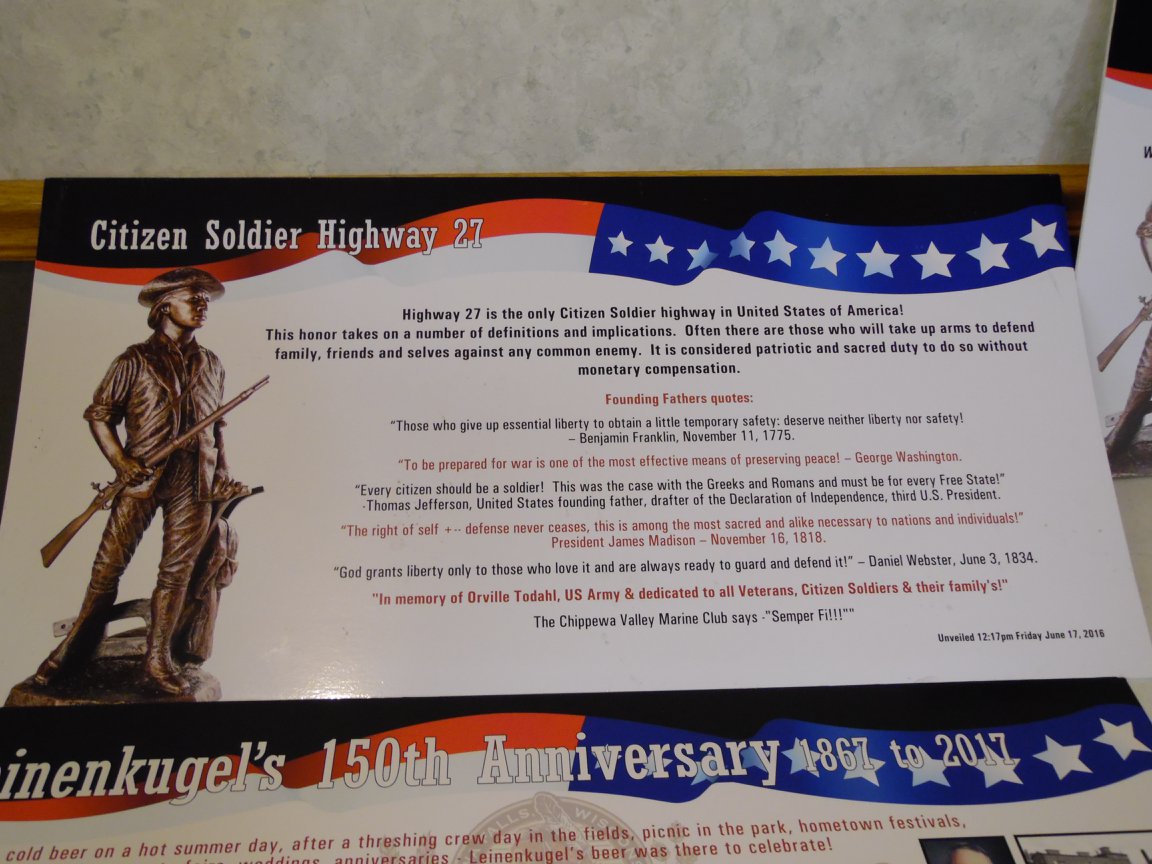 Citizen Soldier Highway 27
Highway 27 is the only Citizen Soldier highway in United States of America!
This honor takes on a number of definitions and implications. Often there are those who will take up arms to defend
family, friends and selves against any common enemy. It is considered patriotic and sacred duty to do so without
monetary compensation.
Founding Fathers quotes:
"Those who give up essential liberty to obtain a little temporary safety: deserve neither liberty nor safety!
– Benjamin Franklin, November 11, 1775.
"To be prepared for war is one of the most effective means of preserving peace! – George Washington.
"Every citizen should be a soldier! This was the case with the Greeks and Romans and must be for every Free State!"
-Thomas Jefferson, United States founding father, drafter of the Declaration of Independence, third U.S. President.
"The right of self +-- defense never ceases, this is among the most sacred and alike necessary to nations and individuals!"
President James Madison – November 16, 1818.
"God grants liberty only to those who love it and are always ready to guard and defend it!" – Daniel Webster, June 3, 1834.
"In memory of Orville Todahl, US Army & dedicated to all Veterans, Citizen Soldiers & their family's!"
The Chippewa Valley Marine Club says -"Semper Fi!!!""
Unveiled 12:17pm Friday June 17, 2016
einenkugel's 150th Anniversary 1867 to 2017
cold beer on a hot summer day, after a threshing crew day in the fields, picnic in the park, hometown festivals,
weddings, anniversaries - Leinenkugel's beer was there to celebrate!